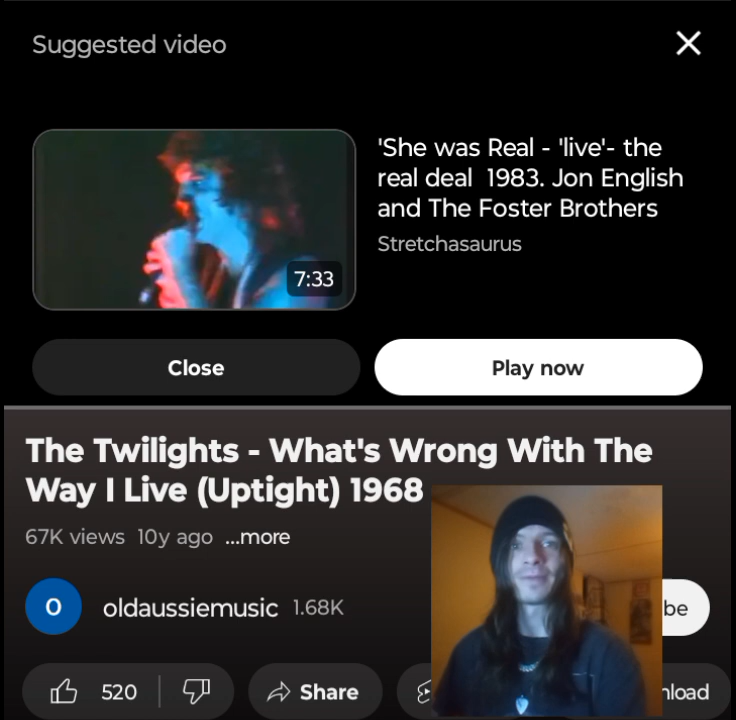 Suggested video
'She was Real - 'live'- the
real deal  1983. Jon English
and The Foster Brothers
Stretchasaurus
7:33
Close
Play now
The Twilights - What's Wrong With The
Way I Live (Uptight) 1968
67K views 10y ago ...more
O
oldaussiemusic 1.68K
be
520
Share
nload